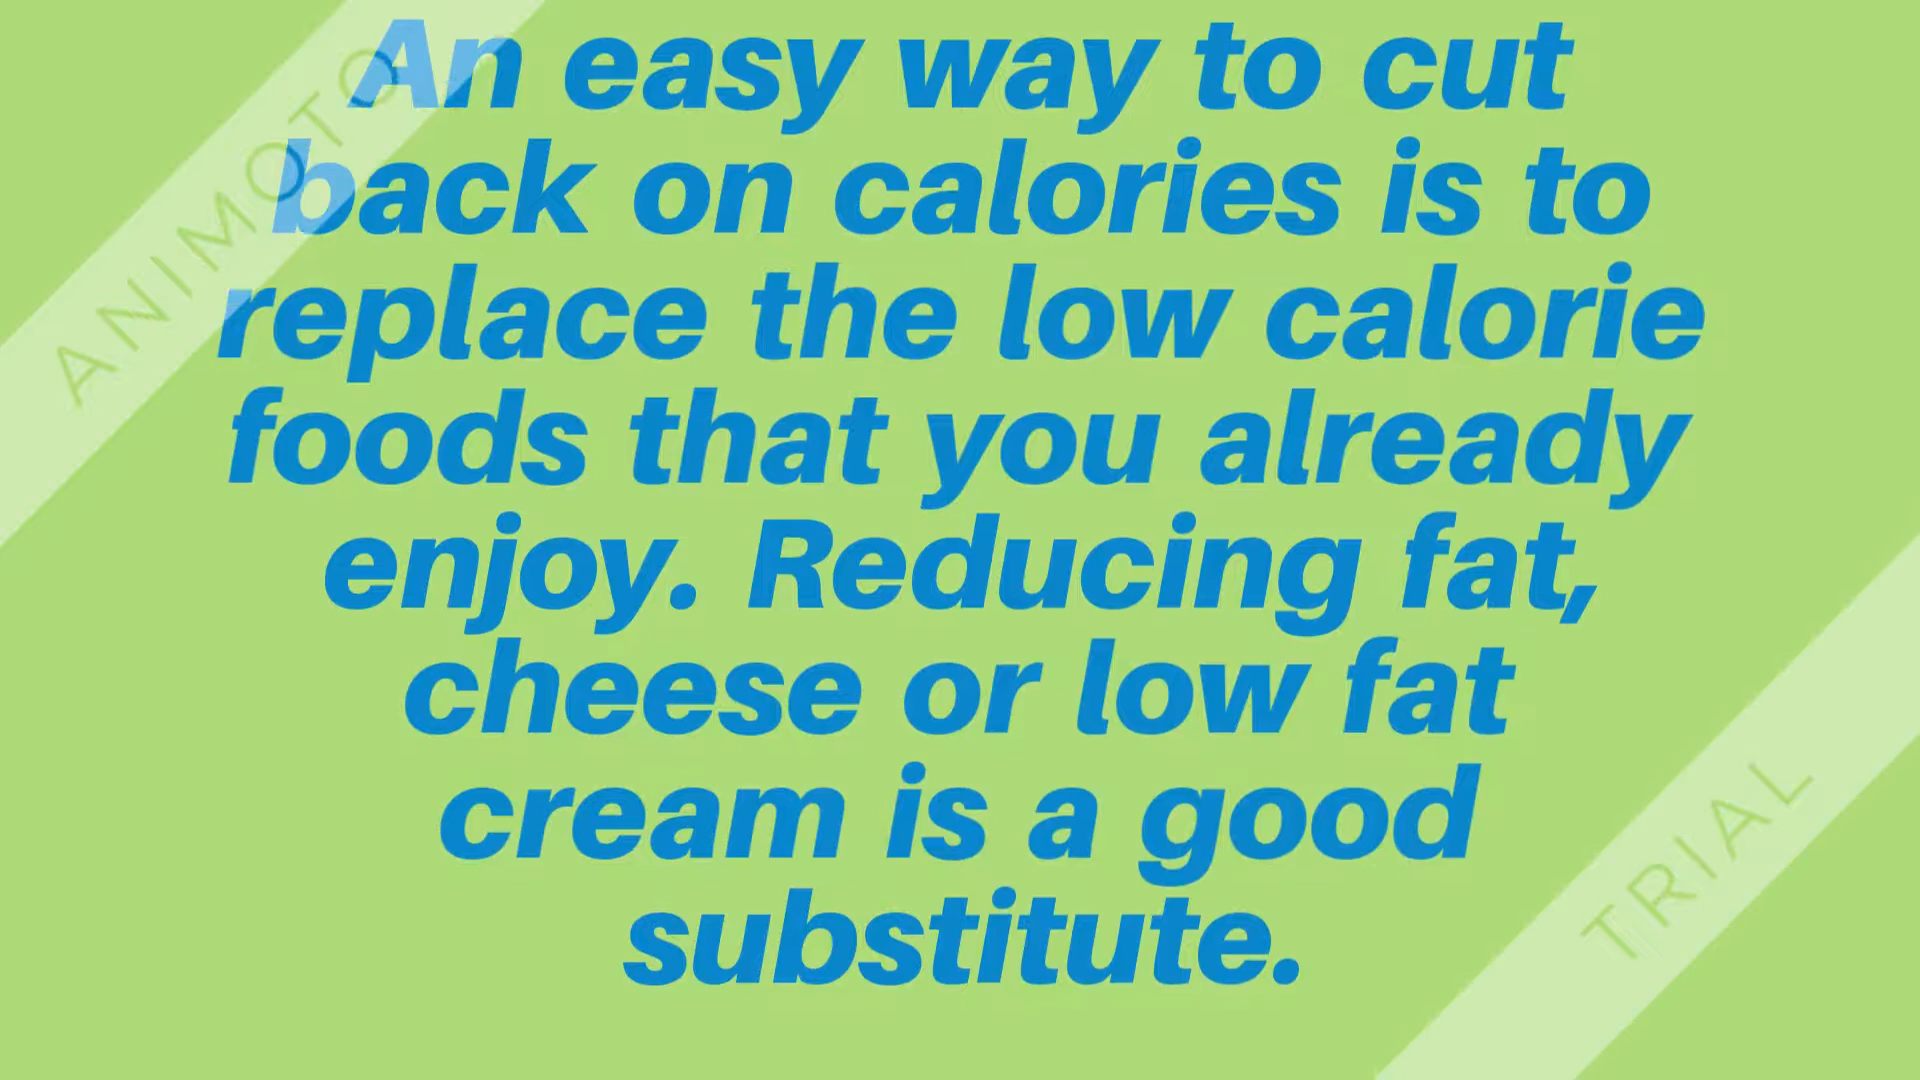 An easy way to cut
back on calories is to
replace the low calorie
foods that you already
enjoy. Reducing fat,
cheese or low fat
cream is a good
substitute.
ANIMOTO
TRIAL